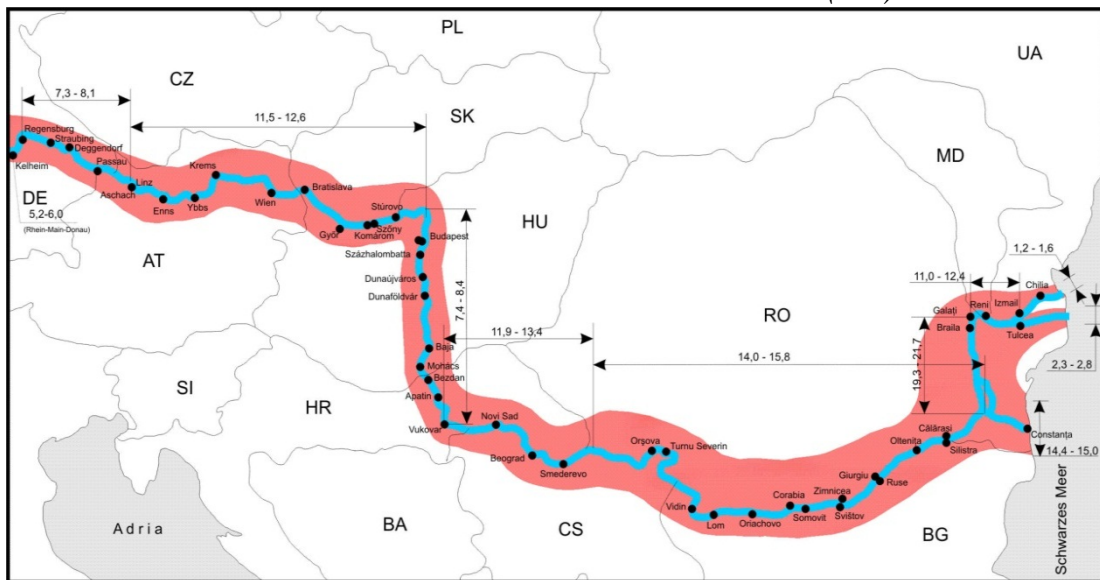 PL
UA
CZ
SK
MD
7,3 - 8,1
11,5 - 12,6
Regensburg
Straubing
Deggendorf
Kelheim
Passau
Linz
Aschach
Krems
Bratislava
Enns
Ybbs
Wien
DE
5,2-6,0
(Rhein-Main-Donau)
Stúrovo
Győr
Komárom
Szőny
HU
Budapest
Százhalombatta
AT
Dunaújváros
Dunaföldvár
7,4 - 8,4
1,2 - 1,6
11,0 - 12,4
Chilia
Galați
Reni
Izmail
Braila
Tulcea
RO
11,9 - 13,4
14,0 - 15,8
19,3 - 21,7
2,3 - 2,8
Baja
Mohács
Bezdan
Apatin
SI
HR
Vukovar
Novi Sad
Beograd
Smederevo
Orşova
Turnu Severin
Călăraşi
Oltenița
Silistra
Constanța
14,4 - 15,0
Giurgiu
Ruse
Zimnicea
Corabia
Vidin
Lom
Oriachovo
Somovit
Svištov
Adria
BA
CS
BG
Schwarzes Meer